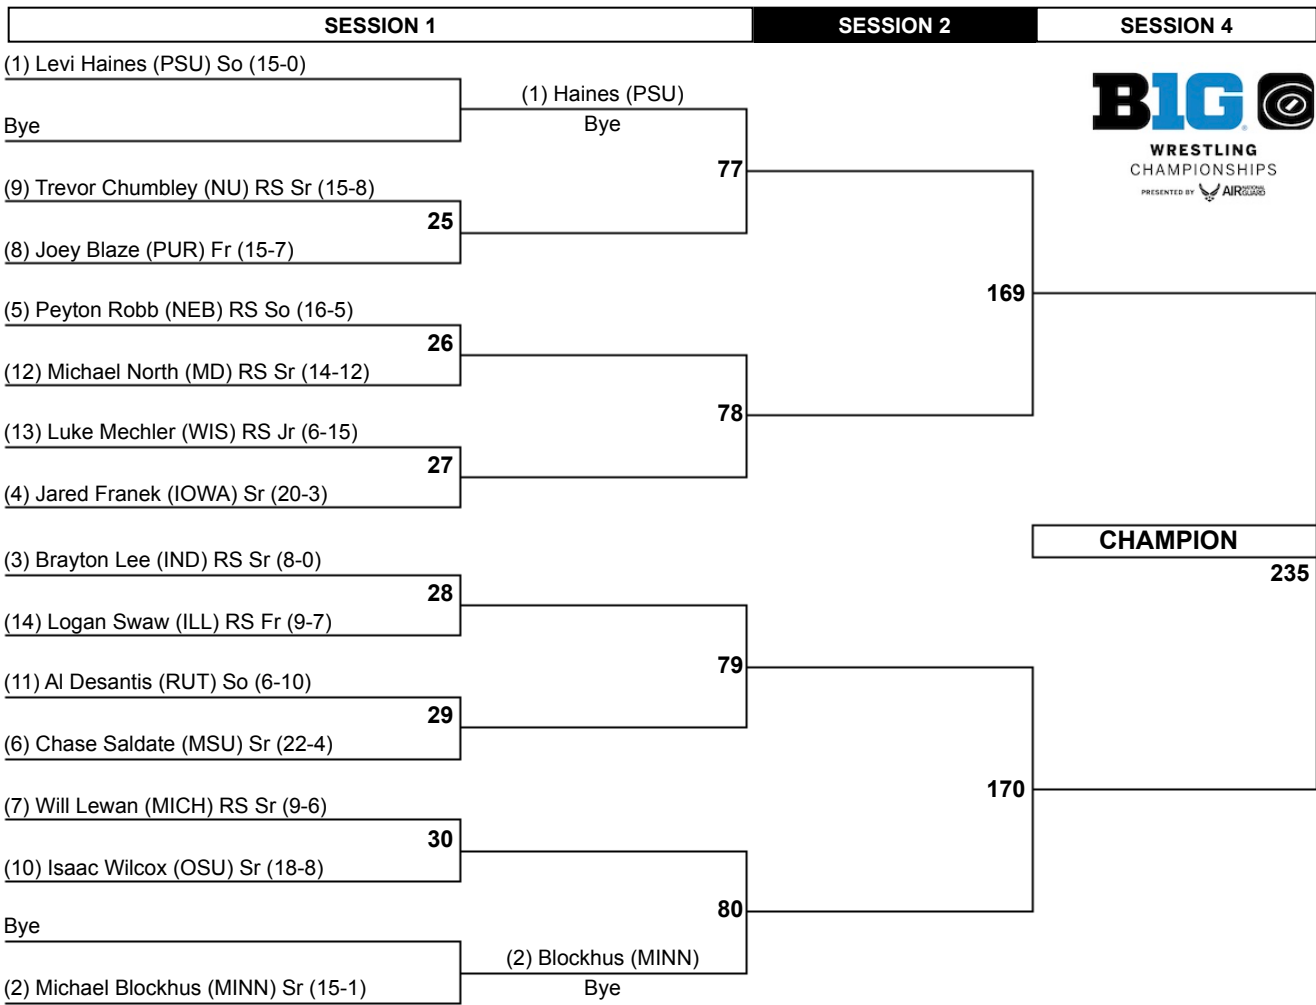 SESSION 1
SESSION 2
SESSION 4
(1) Levi Haines (PSU) So (15-0)
Bye
(1) Haines (PSU)
Bye
B1G
WRESTLING
CHAMPIONSHIPS
PRESENTED BY AIR NATIONAL GUARD
77
(9) Trevor Chumbley (NU) RS Sr (15-8)
25
(8) Joey Blaze (PUR) Fr (15-7)
169
(5) Peyton Robb (NEB) RS So (16-5)
26
(12) Michael North (MD) RS Sr (14-12)
78
(13) Luke Mechler (WIS) RS Jr (6-15)
27
(4) Jared Franek (IOWA) Sr (20-3)
CHAMPION
235
(3) Brayton Lee (IND) RS Sr (8-0)
28
(14) Logan Swaw (ILL) RS Fr (9-7)
79
(11) Al Desantis (RUT) So (6-10)
29
(6) Chase Saldate (MSU) Sr (22-4)
170
(7) Will Lewan (MICH) RS Sr (9-6)
30
(10) Isaac Wilcox (OSU) Sr (18-8)
80
Bye
(2) Blockhus (MINN)
Bye
(2) Michael Blockhus (MINN) Sr (15-1)